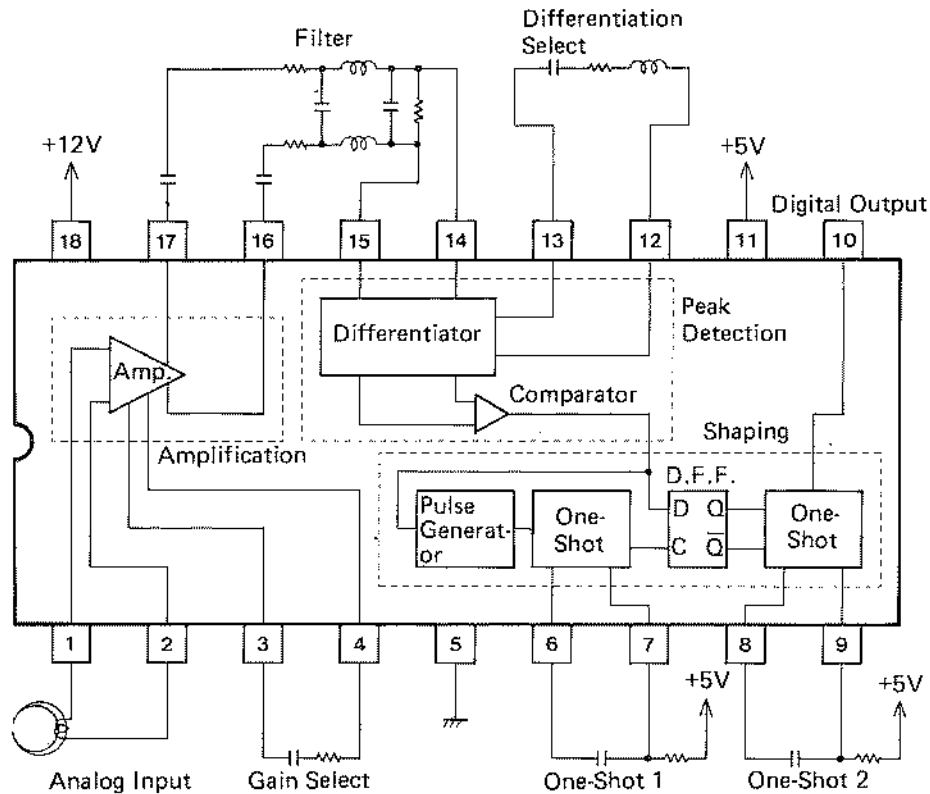 Filter
Differentiation
Select
+12V
+5V
Digital Output
18
17
16
15
14
13
12
11
10
Differentiator
Peak
Detection
Amp.
Comparator
Amplification
Shaping
D.F.F.
Pulse
Generat-
or
One-
Shot
D Q
C Q̅
One-
Shot
1
2
3
4
5
6
7
8
9
+5V
+5V
Analog Input
Gain Select
One-Shot 1
One-Shot 2